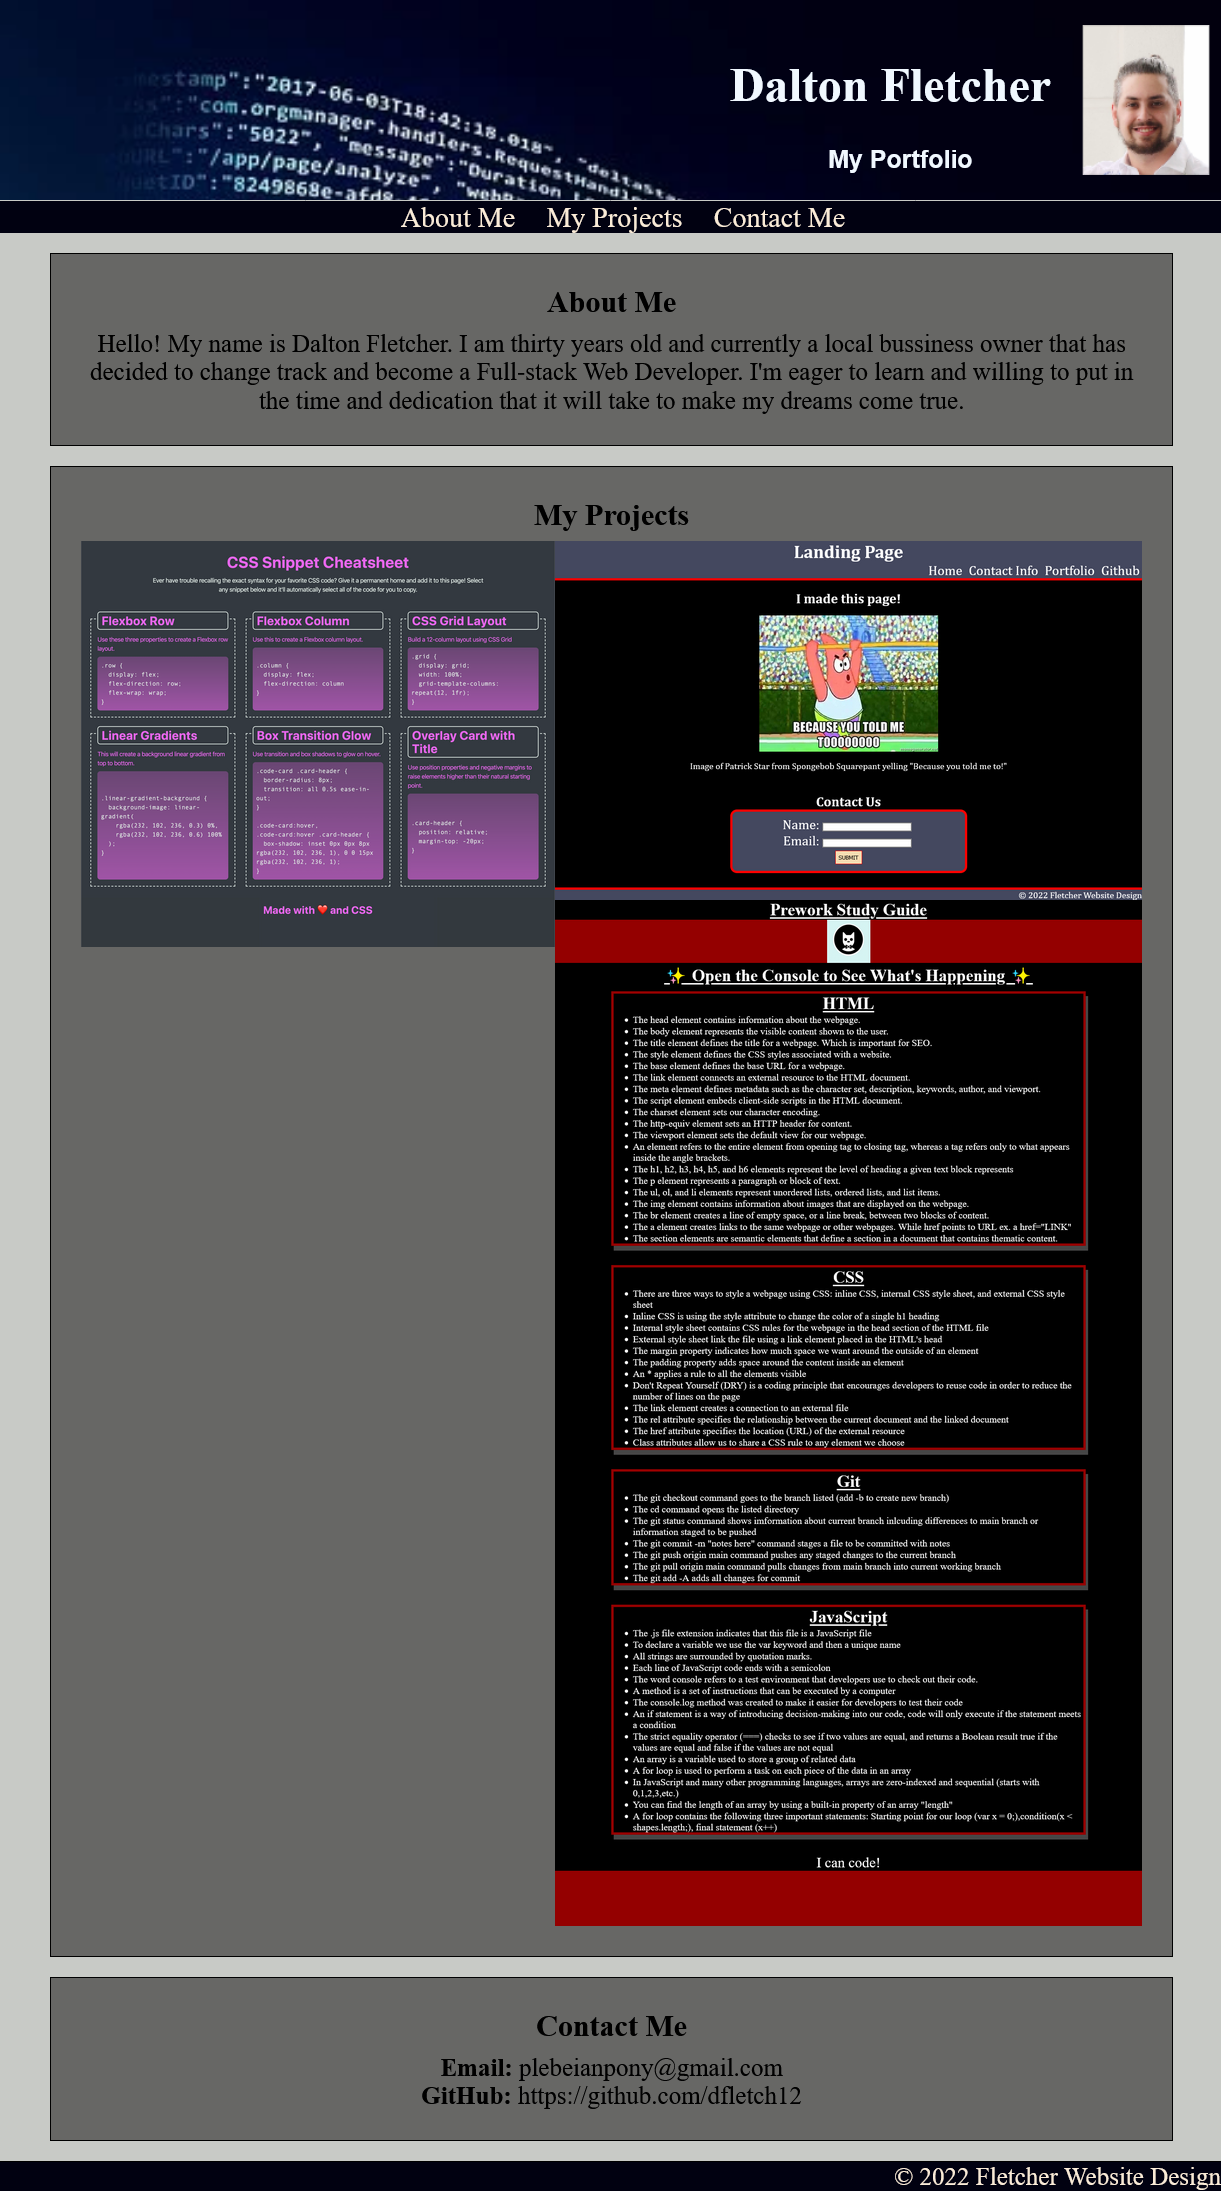 estamp":"2017-06-03T18:42:18.018",
":"com.orgmanager.handlers.RequestHandl
Chars":"5022", "message":"Duration
URL":"/app/page/analyze",
ID":"8249868e-afd8-
Dalton Fletcher
My Portfolio
About Me My Projects Contact Me
About Me
Hello! My name is Dalton Fletcher. I am thirty years old and currently a local bussiness owner that has
decided to change track and become a Full-stack Web Developer. I'm eager to learn and willing to put in
the time and dedication that it will take to make my dreams come true.
My Projects
CSS Snippet Cheatsheet
Ever have trouble recalling the exact syntax for your favorite CSS code? Give it a permanent home and add it to this page! Select
any snippet below and it'll automatically select all of the code for you to copy.
Flexbox Row
Use these three properties to create a Flexbox row
layout.
.row {
display: flex;
flex-direction: row;
flex-wrap: wrap;
}
Flexbox Column
Use this to create a Flexbox column layout.
.column {
display: flex;
flex-direction: column
}
CSS Grid Layout
Build a 12-column layout using CSS Grid
.grid {
display: grid;
width: 100%;
grid-template-columns:
repeat(12, 1fr);
}
Linear Gradients
This will create a background linear gradient from
top to bottom.
.linear-gradient-background {
background-image: linear-
gradient(
rgba(232, 102, 236, 0.3) 0%,
rgba(232, 102, 236, 0.6) 100%
);
}
Box Transition Glow
Use transition and box shadows to glow on hover.
.code-card .card-header {
border-radius: 8px;
transition: all 0.5s ease-in-
out;
}
.code-card:hover,
.code-card:hover .card-header {
box-shadow: inset 0px 0px 8px
rgba(232, 102, 236, 1), 0 0 15px
rgba(232, 102, 236, 1);
}
Overlay Card with
Title
Use position properties and negative margins to
raise elements higher than their natural starting
point.
.card-header {
position: relative;
margin-top: -20px;
}
Made with ❤️ and CSS
Landing Page
Home Contact Info Portfolio Github
I made this page!
BECAUSE YOU TOLD ME
TOOOOOOO
Image of Patrick Star from Spongebob Squarepant yelling "Because you told me to!"
Contact Us
Name:
Email:
SUBMIT
© 2022 Fletcher Website Design
Prework Study Guide
✨ Open the Console to See What's Happening ✨
HTML
• The head element contains information about the webpage.
• The body element represents the visible content shown to the user.
• The title element defines the title for a webpage. Which is important for SEO.
• The style element defines the CSS styles associated with a website.
• The base element defines the base URL for a webpage.
• The link element connects an external resource to the HTML document.
• The meta element defines metadata such as the character set, description, keywords, author, and viewport.
• The script element embeds client-side scripts in the HTML document.
• The charset element sets our character encoding.
• The http-equiv element sets an HTTP header for content.
• The viewport element sets the default view for our webpage.
• An element refers to the entire element from opening tag to closing tag, whereas a tag refers only to what appears
inside the angle brackets.
• The h1, h2, h3, h4, h5, and h6 elements represent the level of heading a given text block represents
• The p element represents a paragraph or block of text.
• The ul, ol, and li elements represent unordered lists, ordered lists, and list items.
• The img element contains information about images that are displayed on the webpage.
• The br element creates a line of empty space, or a line break, between two blocks of content.
• The a element creates links to the same webpage or other webpages. While href points to URL ex. a href="LINK"
• The section elements are semantic elements that define a section in a document that contains thematic content.
CSS
• There are three ways to style a webpage using CSS: inline CSS, internal CSS style sheet, and external CSS style
sheet
• Inline CSS is using the style attribute to change the color of a single h1 heading
• Internal style sheet contains CSS rules for the webpage in the head section of the HTML file
• External style sheet link the file using a link element placed in the HTML's head
• The margin property indicates how much space we want around the outside of an element
• The padding property adds space around the content inside an element
• An * applies a rule to all the elements visible
• Don't Repeat Yourself (DRY) is a coding principle that encourages developers to reuse code in order to reduce the
number of lines on the page
• The link element creates a connection to an external file
• The rel attribute specifies the relationship between the current document and the linked document
• The href attribute specifies the location (URL) of the external resource
• Class attributes allow us to share a CSS rule to any element we choose
Git
• The git checkout command goes to the branch listed (add -b to create new branch)
• The cd command opens the listed directory
• The git status command shows imformation about current branch inlcuding differences to main branch or
information staged to be pushed
• The git commit -m "notes here" command stages a file to be committed with notes
• The git push origin main command pushes any staged changes to the current branch
• The git pull origin main command pulls changes from main branch into current working branch
• The git add -A adds all changes for commit
JavaScript
• The .js file extension indicates that this file is a JavaScript file
• To declare a variable we use the var keyword and then a unique name
• All strings are surrounded by quotation marks.
• Each line of JavaScript code ends with a semicolon
• The word console refers to a test environment that developers use to check out their code.
• A method is a set of instructions that can be executed by a computer
• The console.log method was created to make it easier for developers to test their code
• An if statement is a way of introducing decision-making into our code, code will only execute if the statement meets
a condition
• The strict equality operator (===) checks to see if two values are equal, and returns a Boolean result true if the
values are equal and false if the values are not equal
• An array is a variable used to store a group of related data
• A for loop is used to perform a task on each piece of the data in an array
• In JavaScript and many other programming languages, arrays are zero-indexed and sequential (starts with
0,1,2,3,etc.)
• You can find the length of an array by using a built-in property of an array "length"
• A for loop contains the following three important statements: Starting point for our loop (var x = 0;),condition(x <
shapes.length;), final statement (x++)
I can code!
Contact Me
Email: plebeianpony@gmail.com
GitHub: https://github.com/dfletch12
© 2022 Fletcher Website Design